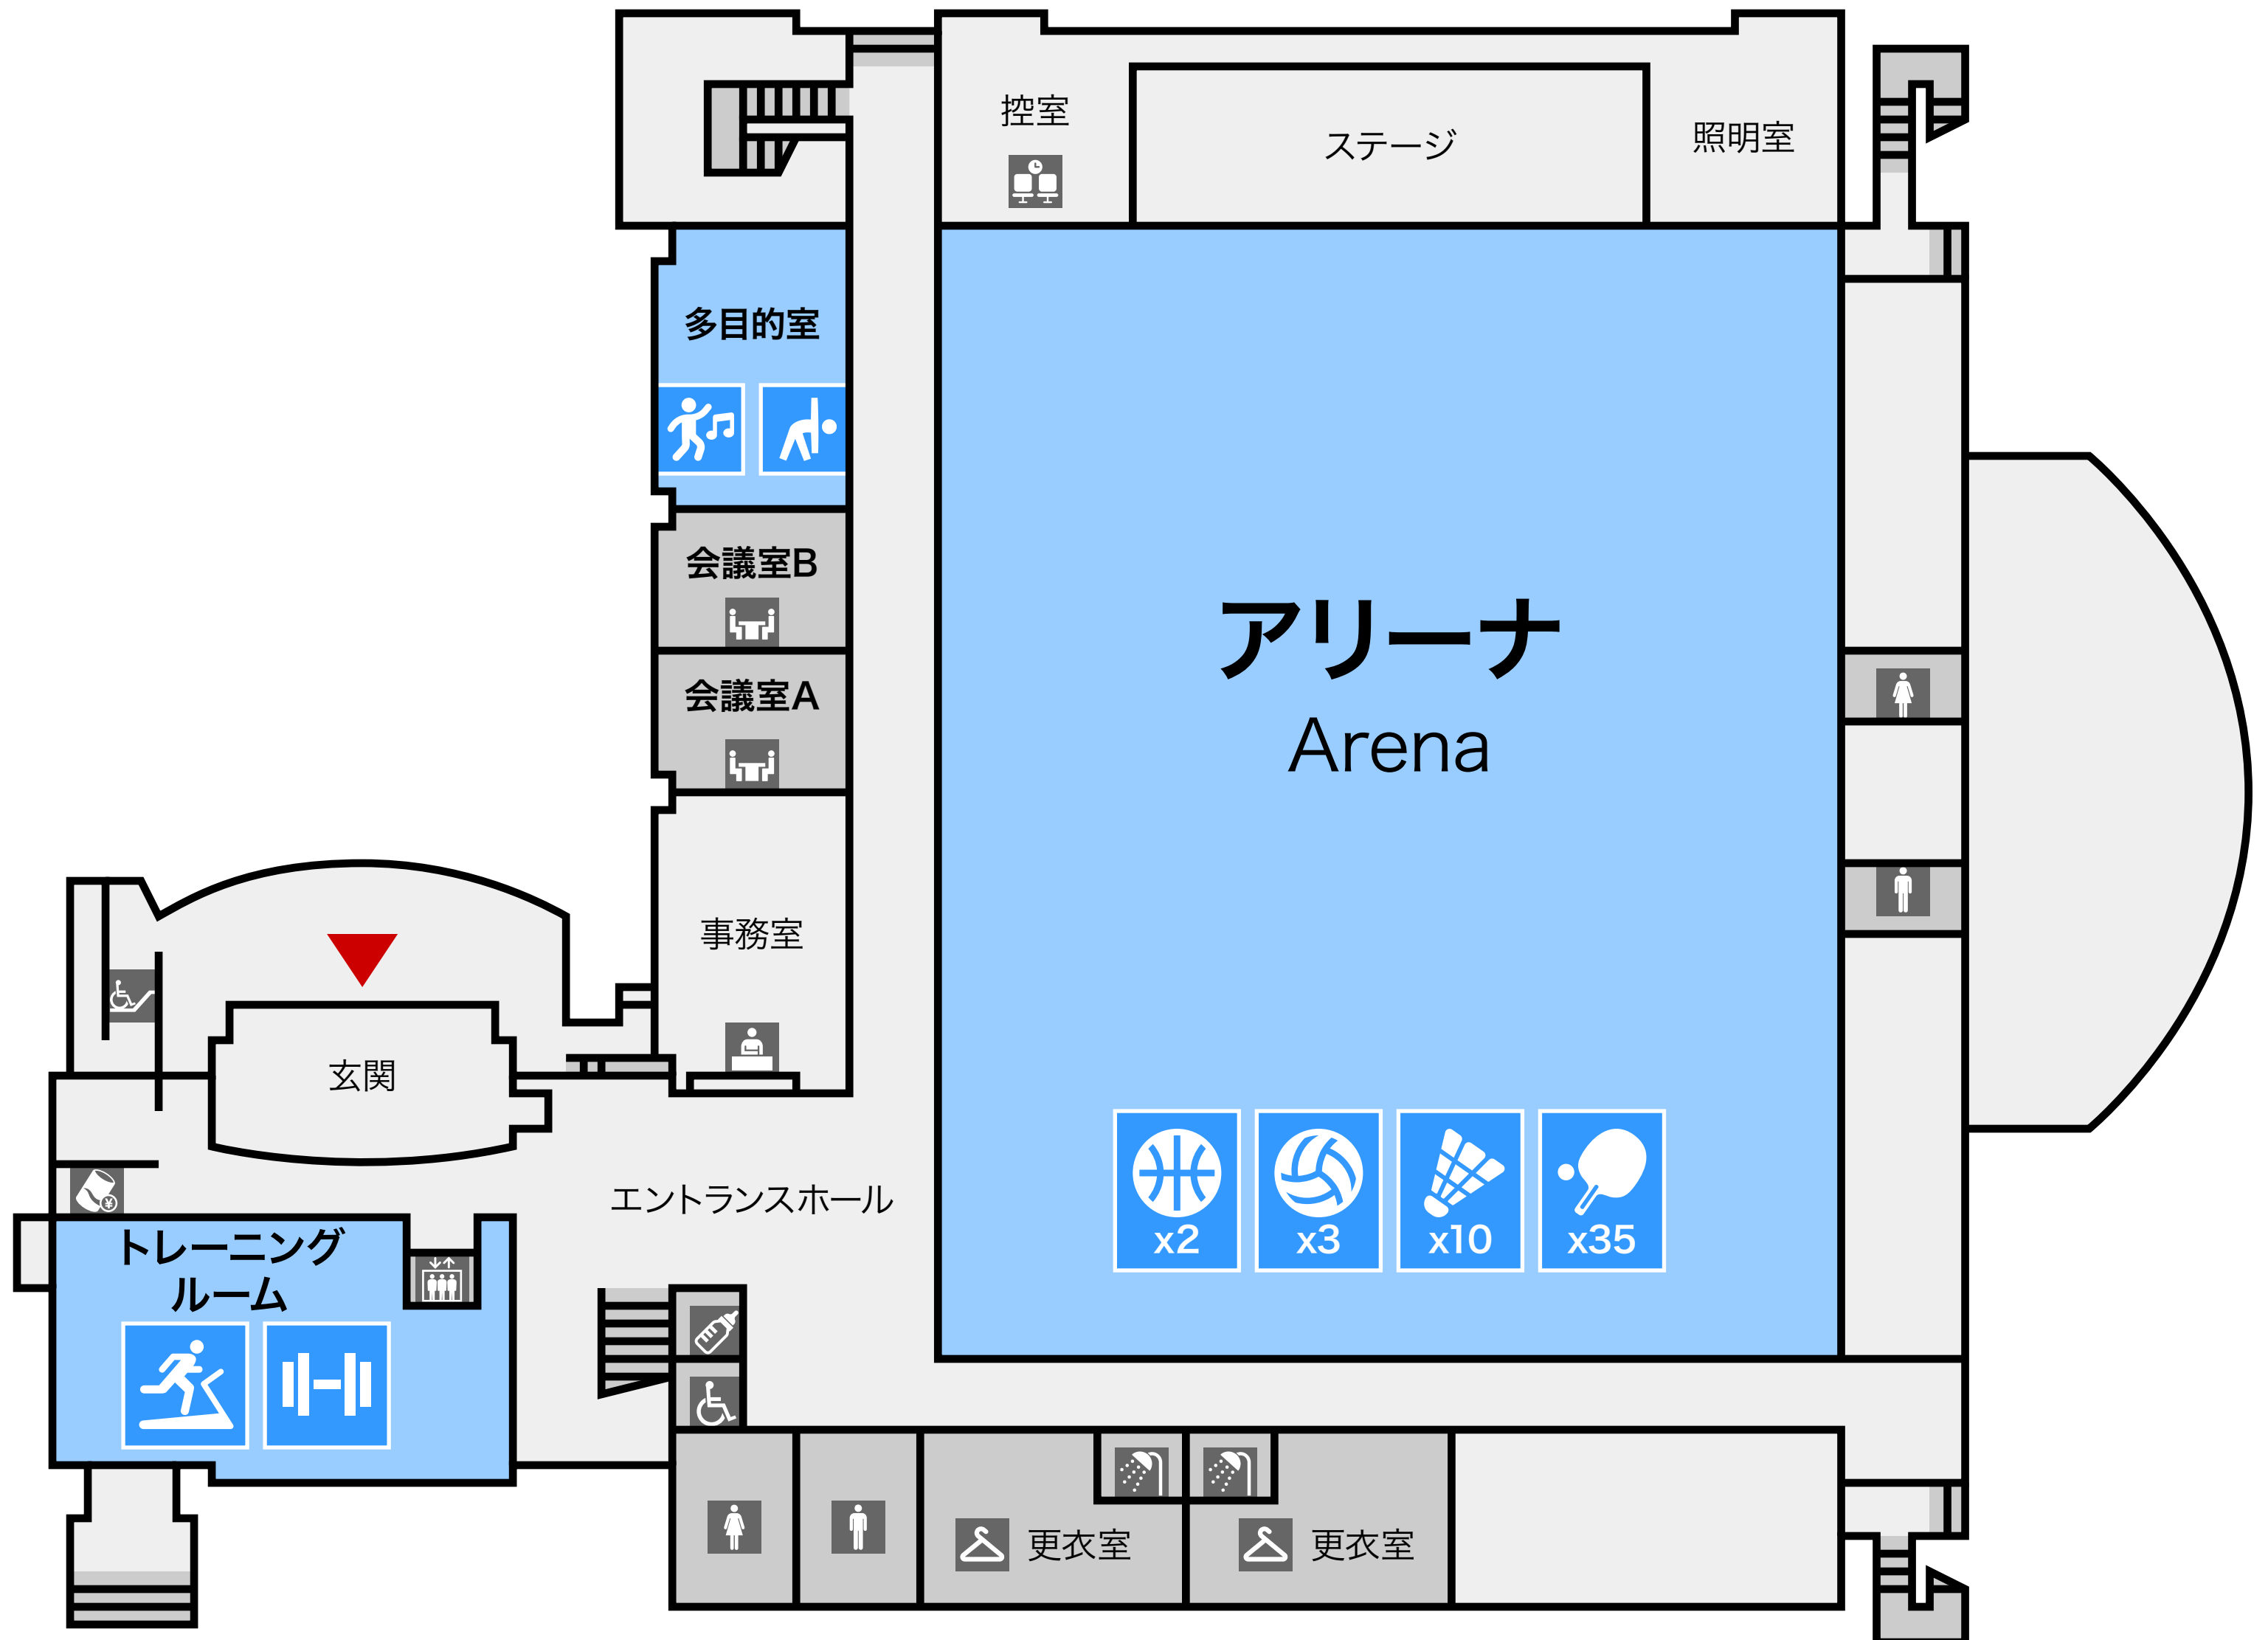 控室
ステージ
照明室
多目的室
会議室B
会議室A
アリーナ
Arena
事務室
玄関
エントランスホール
x2
x3
x10
x35
¥
トレーニング
ルーム
更衣室
更衣室